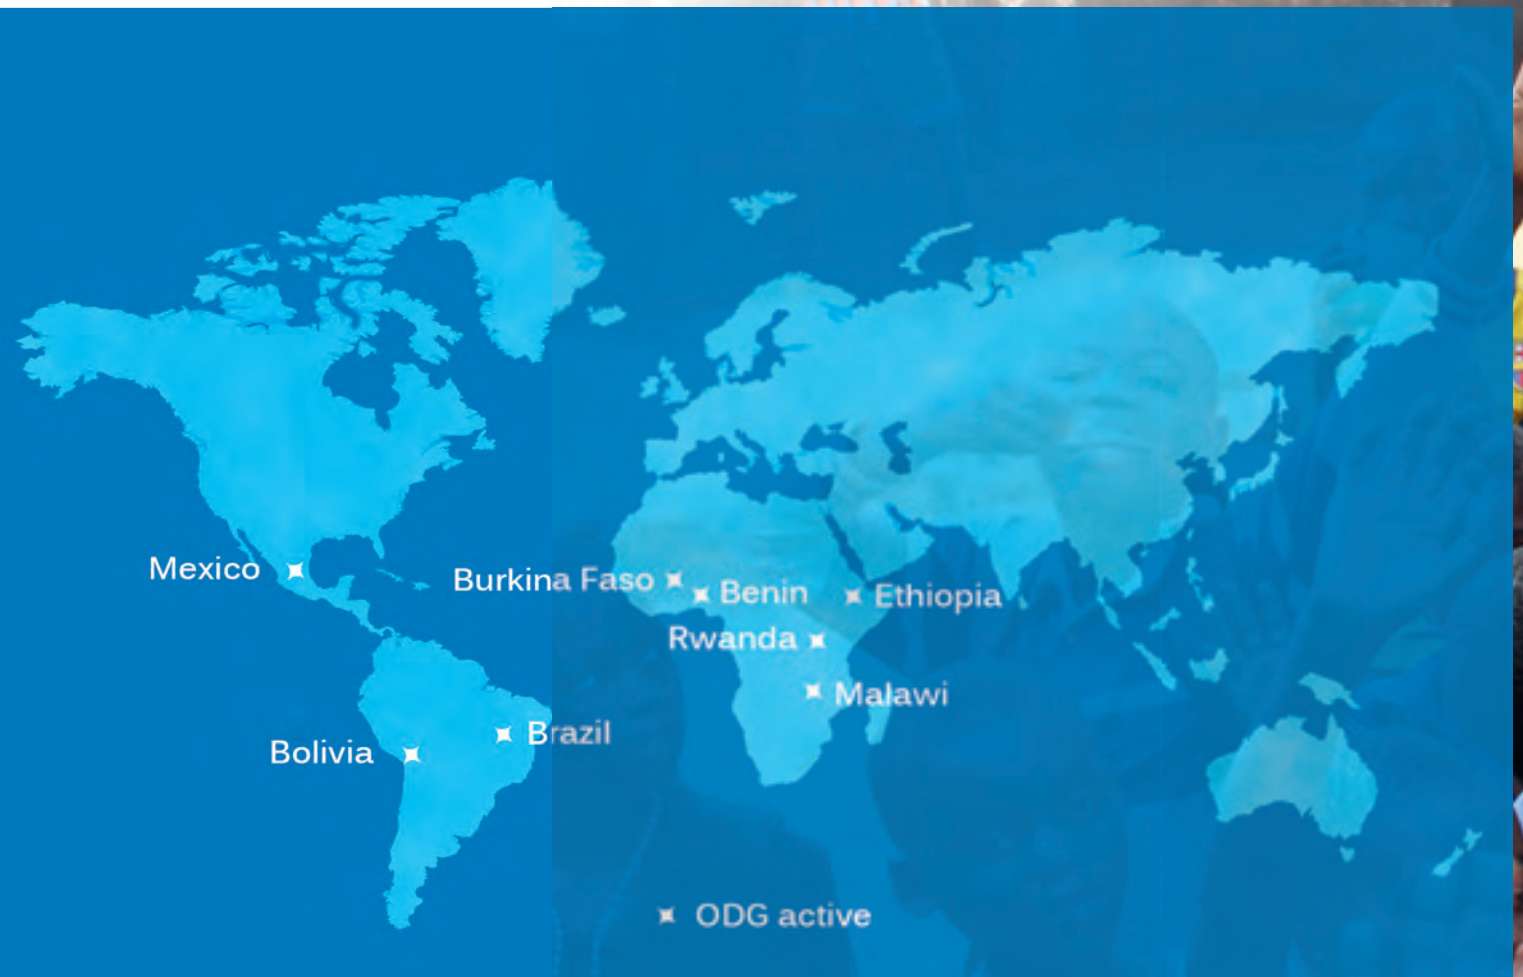 Mexico
Burkina Faso
Benin
Ethiopia
Rwanda
Malawi
Brazil
Bolivia
ODG active